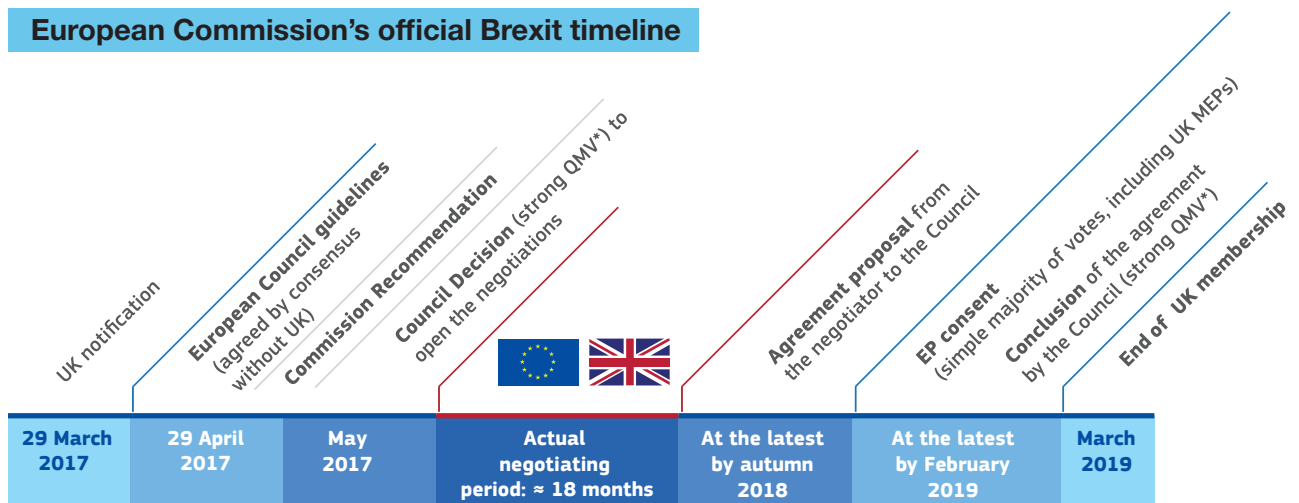 European Commission's official Brexit timeline
UK notification
European Council guidelines
(agreed by consensus
without UK)
Commission Recommendation
Council Decision (strong QMV*) to
open the negotiations
Agreement proposal from
the negotiator to the Council
EP consent
(simple majority of votes, including UK MEPs)
Conclusion of the agreement
by the Council (strong QMV*)
End of UK membership
29 March
2017
29 April
2017
May
2017
Actual
negotiating
period: ≈ 18 months
At the latest
by autumn
2018
At the latest
by February
2019
March
2019